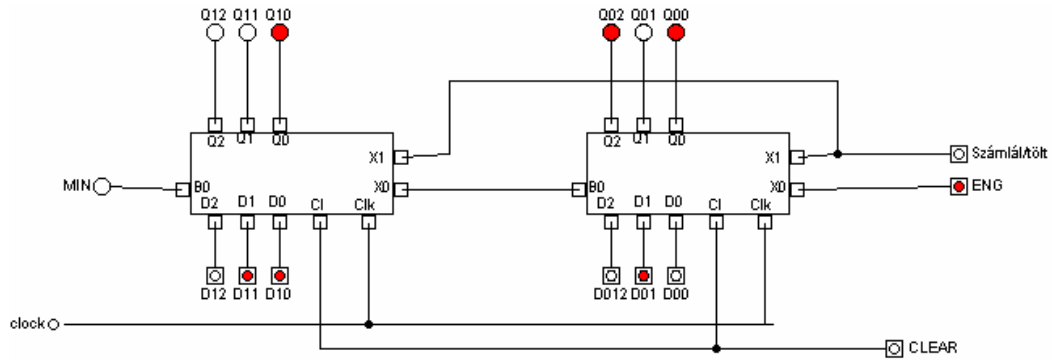 Q12 Q11 Q10 Q02 Q01 Q00
Q2 Q1 Q0 Q2 Q1 Q0
X1 X1 Számlál/tölt
MIN B0 X0 B0 X0 ENG
D2 D1 D0 Cl Clk D2 D1 D0 Cl Clk
D12 D11 D10 D012 D01 D00
clock
CLEAR